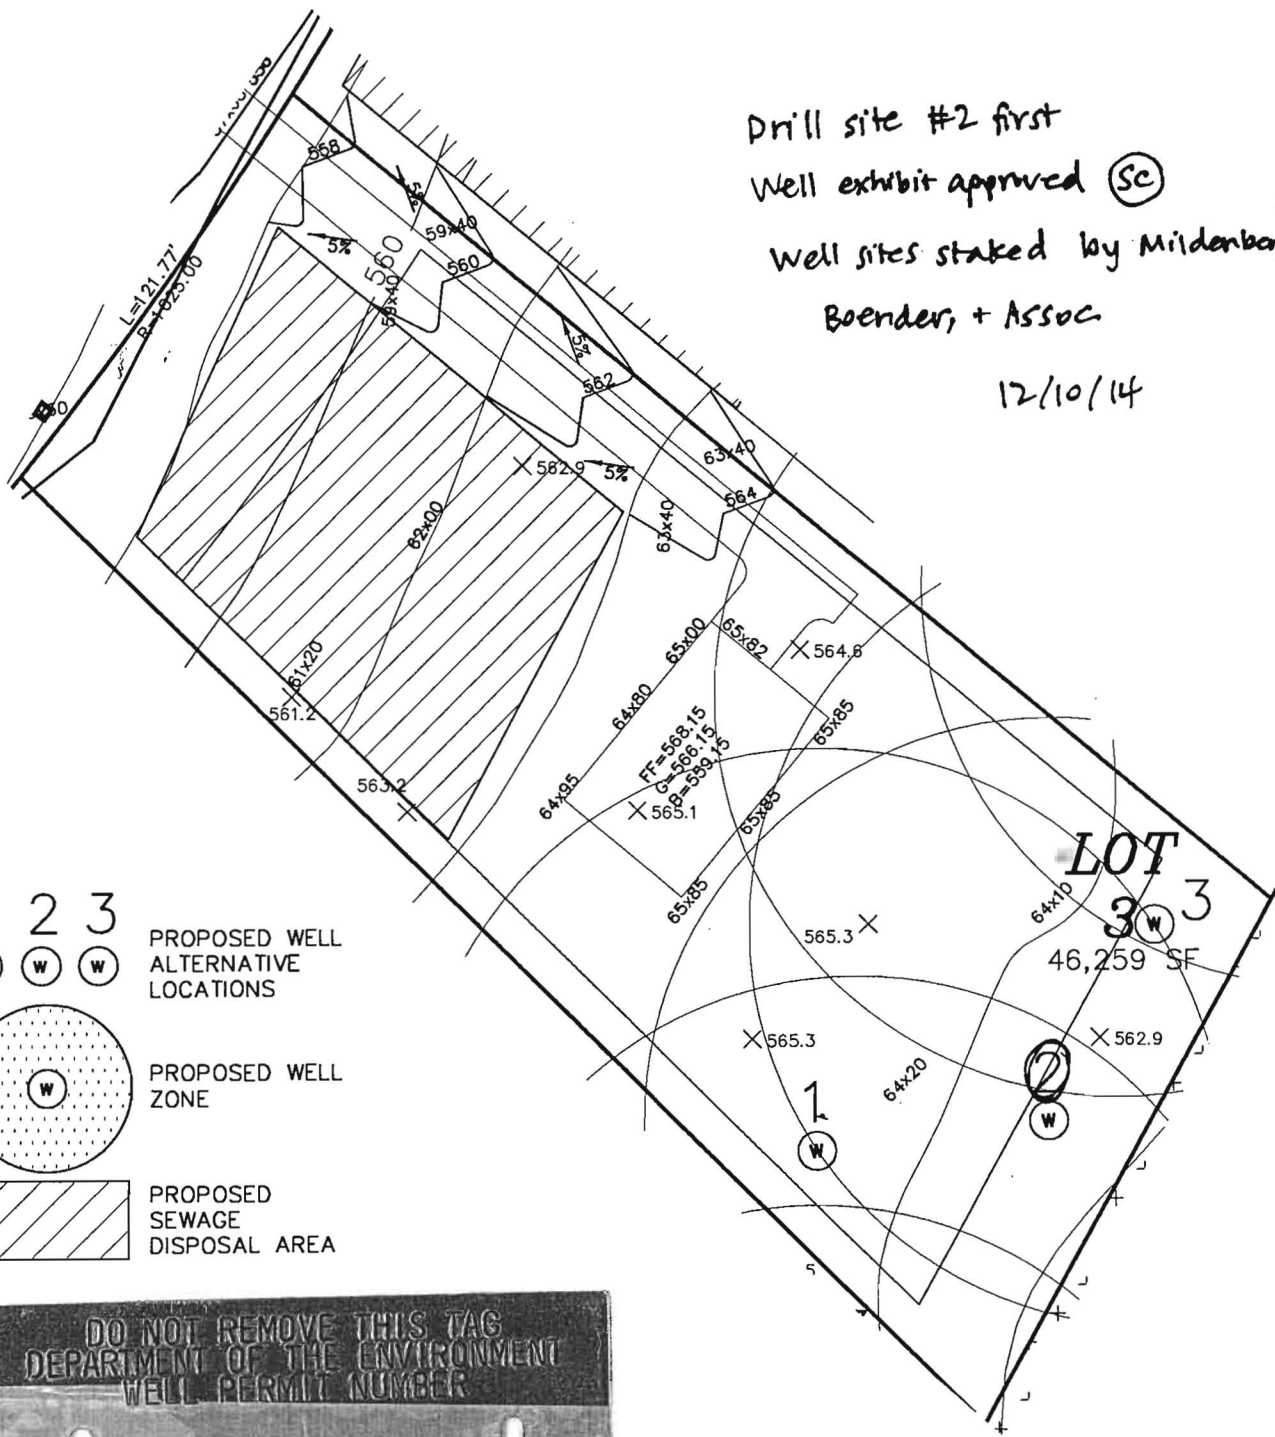 Drill site #2 first
Well exhibit approved SC
Well sites staked by
Boender, + Assoc
12/10/14
558
5%
59x40
5%
560
560
59x40
L=121.77'
R=1025.00
5%
562
562.9
5%
63x40
564
63x40
62x00
65x00
65x82
564.6
61x20
561.2
64x80
65x85
FF=568.15
G=566.15
B=559.15
563.2
64x95
565.1
65x85
65x85
LOT
3
3
W
64x10
46,259 SF
565.3
565.3
562.9
64x20
2
W
1
W
2 3
W W
PROPOSED WELL
ALTERNATIVE
LOCATIONS
W
PROPOSED WELL
ZONE
PROPOSED
SEWAGE
DISPOSAL AREA
5
DO NOT REMOVE THIS TAG
DEPARTMENT OF THE ENVIRONMENT
WELL PERMIT NUMBER